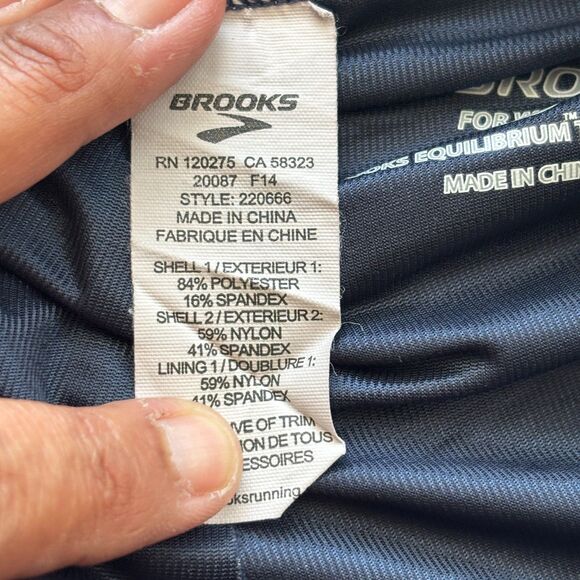 BROOKS
RN 120275 CA 58323
20087 F14
STYLE: 220666
MADE IN CHINA
FABRIQUE EN CHINE
SHELL 1 / EXTERIEUR 1:
84% POLYESTER
16% SPANDEX
SHELL 2 / EXTERIEUR 2:
59% NYLON
41% SPANDEX
LINING 1 / DOUBLURE 1:
59% NYLON
41% SPANDEX
OF TRIM
DE TOUS
FOR
EQUILIBRIUM
MADE IN